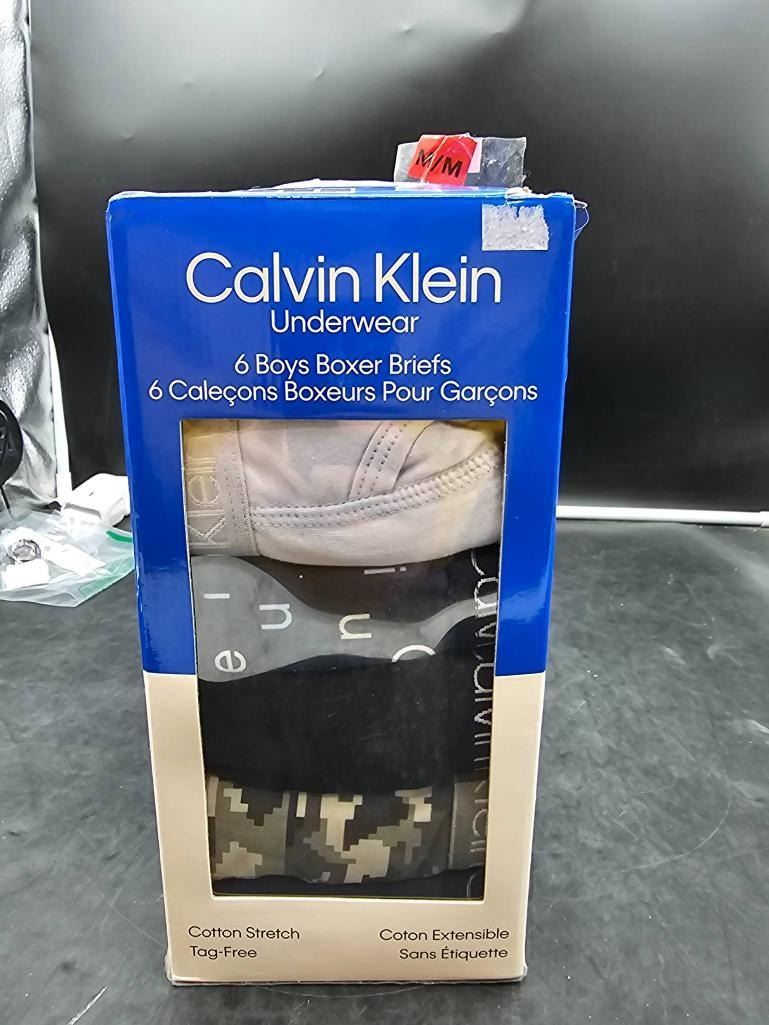 M/M
Calvin Klein
Underwear
6 Boys Boxer Briefs
6 Caleçons Boxeurs Pour Garçons
Klein
Cotton Stretch
Tag-Free
Coton Extensible
Sans Étiquette